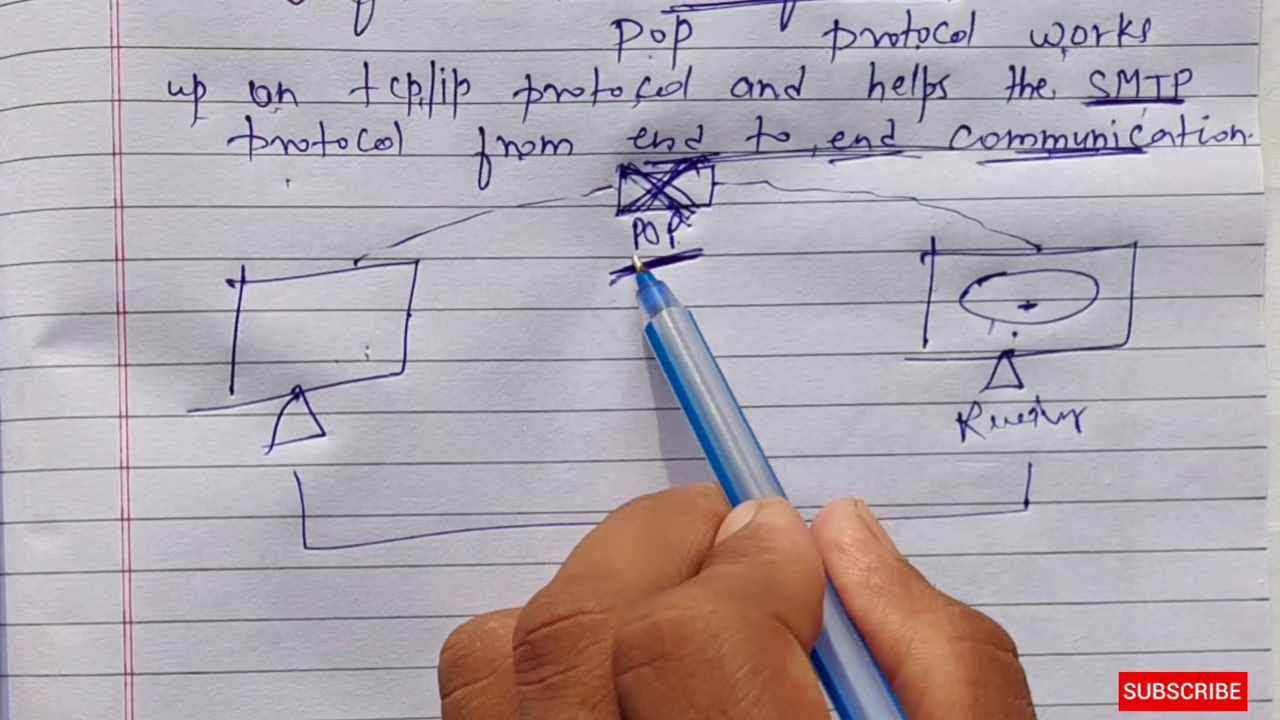 POP protocol works
up on tcp/ip protocol and helps the SMTP
protocol from end to end communication.
POP
SUBSCRIBE